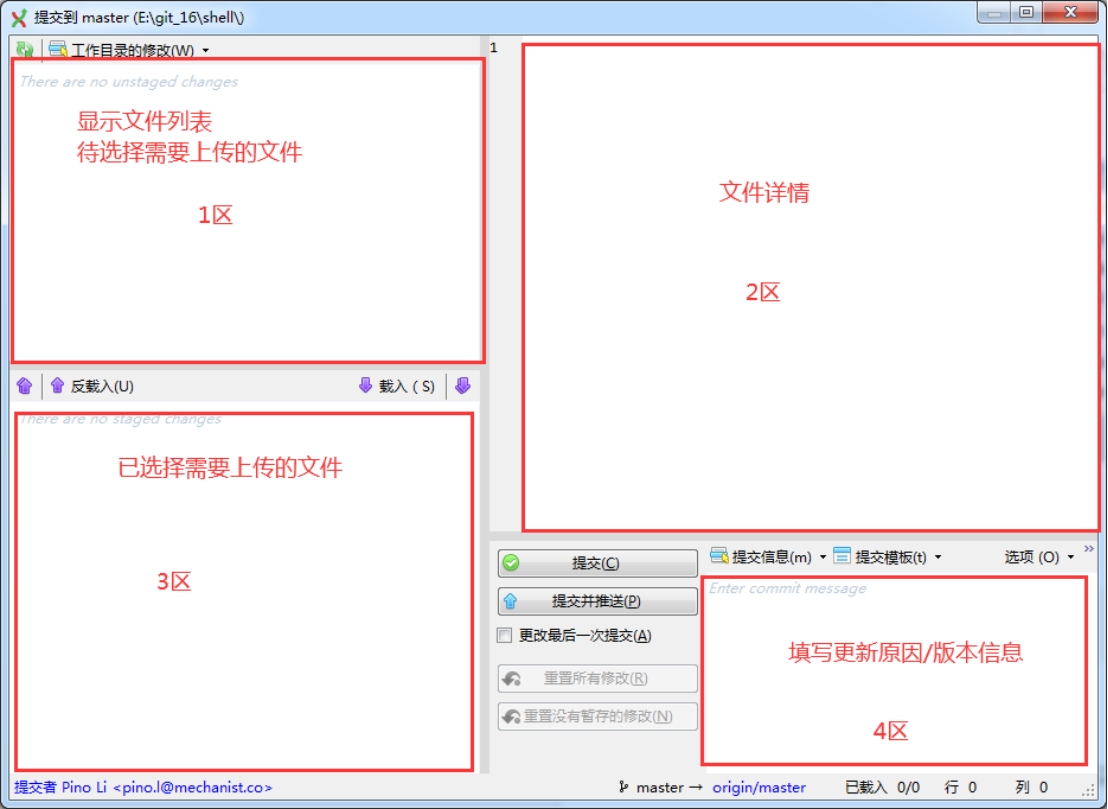 提交到 master (E:\git_16\shell\)
工作目录的修改(W)
There are no unstaged changes
显示文件列表
待选择需要上传的文件
1区
1
文件详情
2区
反载入(U)
载入 ( S)
There are no staged changes
已选择需要上传的文件
3区
提交(C)
提交并推送(P)
更改最后一次提交(A)
重置所有修改(R)
重置没有暂存的修改(N)
提交信息(m)
提交模板(t)
选项 (O)
Enter commit message
填写更新原因/版本信息
4区
提交者 Pino Li <pino.l@mechanist.co>
master → origin/master
已载入 0/0
行 0
列 0